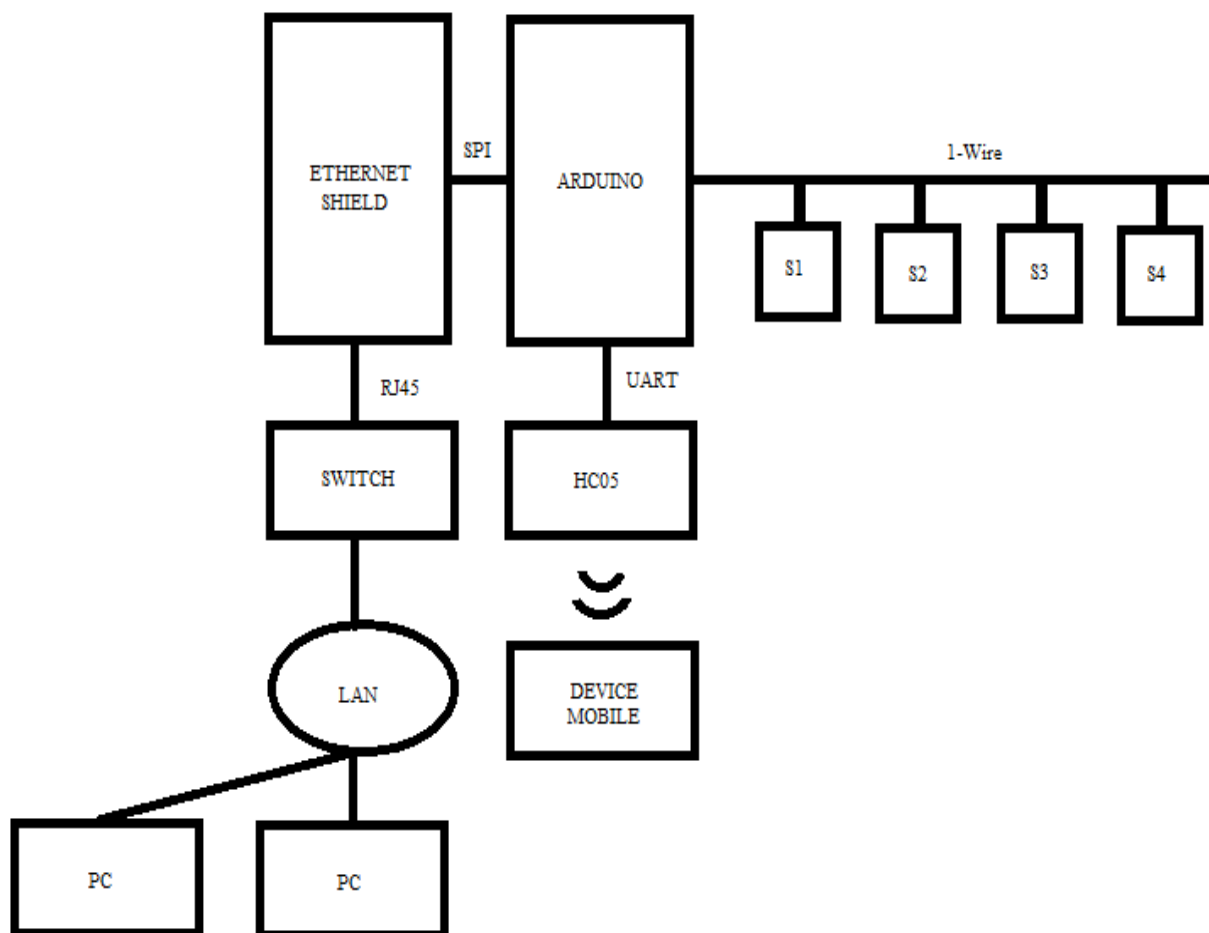 SPI
1-Wire
ETHERNET
SHIELD
ARDUINO
S1
S2
S3
S4
RJ45
UART
SWITCH
HC05
LAN
DEVICE
MOBILE
PC
PC